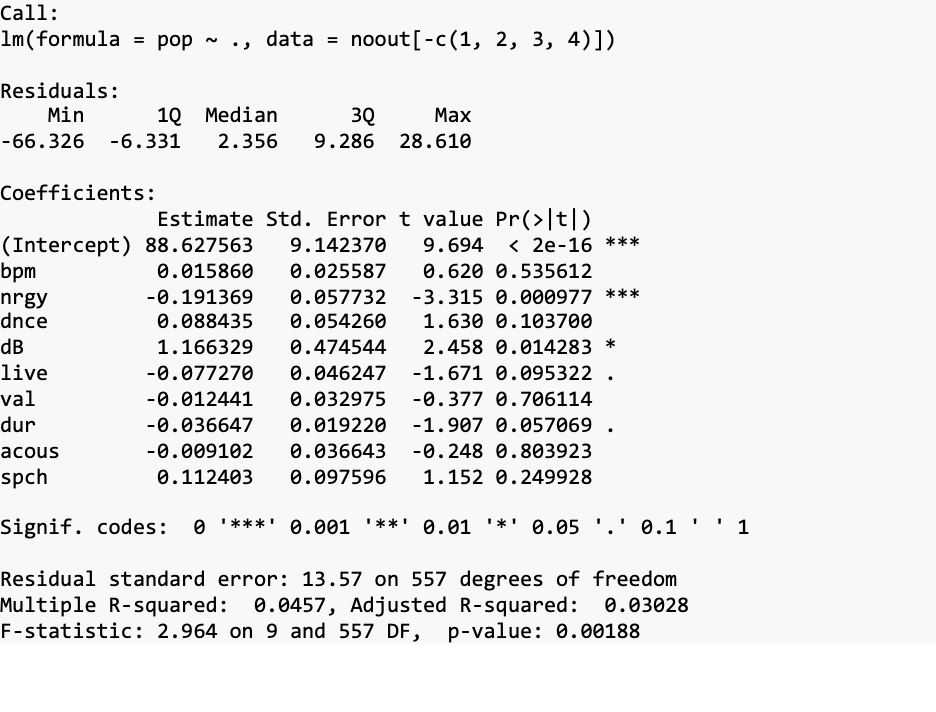 Call:
lm(formula = pop ~ ., data = noout[-c(1, 2, 3, 4)])
Residuals:
Min 1Q Median 3Q Max
-66.326 -6.331 2.356 9.286 28.610
Coefficients:
Estimate Std. Error t value Pr(>|t|)
(Intercept) 88.627563 9.142370 9.694 < 2e-16 ***
bpm 0.015860 0.025587 0.620 0.535612
nrgy -0.191369 0.057732 -3.315 0.000977 ***
dnce 0.088435 0.054260 1.630 0.103700
dB 1.166329 0.474544 2.458 0.014283 *
live -0.077270 0.046247 -1.671 0.095322 .
val -0.012441 0.032975 -0.377 0.706114
dur -0.036647 0.019220 -1.907 0.057069 .
acous -0.009102 0.036643 -0.248 0.803923
spch 0.112403 0.097596 1.152 0.249928
Signif. codes: 0 '***' 0.001 '**' 0.01 '*' 0.05 '.' 0.1 ' ' 1
Residual standard error: 13.57 on 557 degrees of freedom
Multiple R-squared: 0.0457, Adjusted R-squared: 0.03028
F-statistic: 2.964 on 9 and 557 DF, p-value: 0.00188